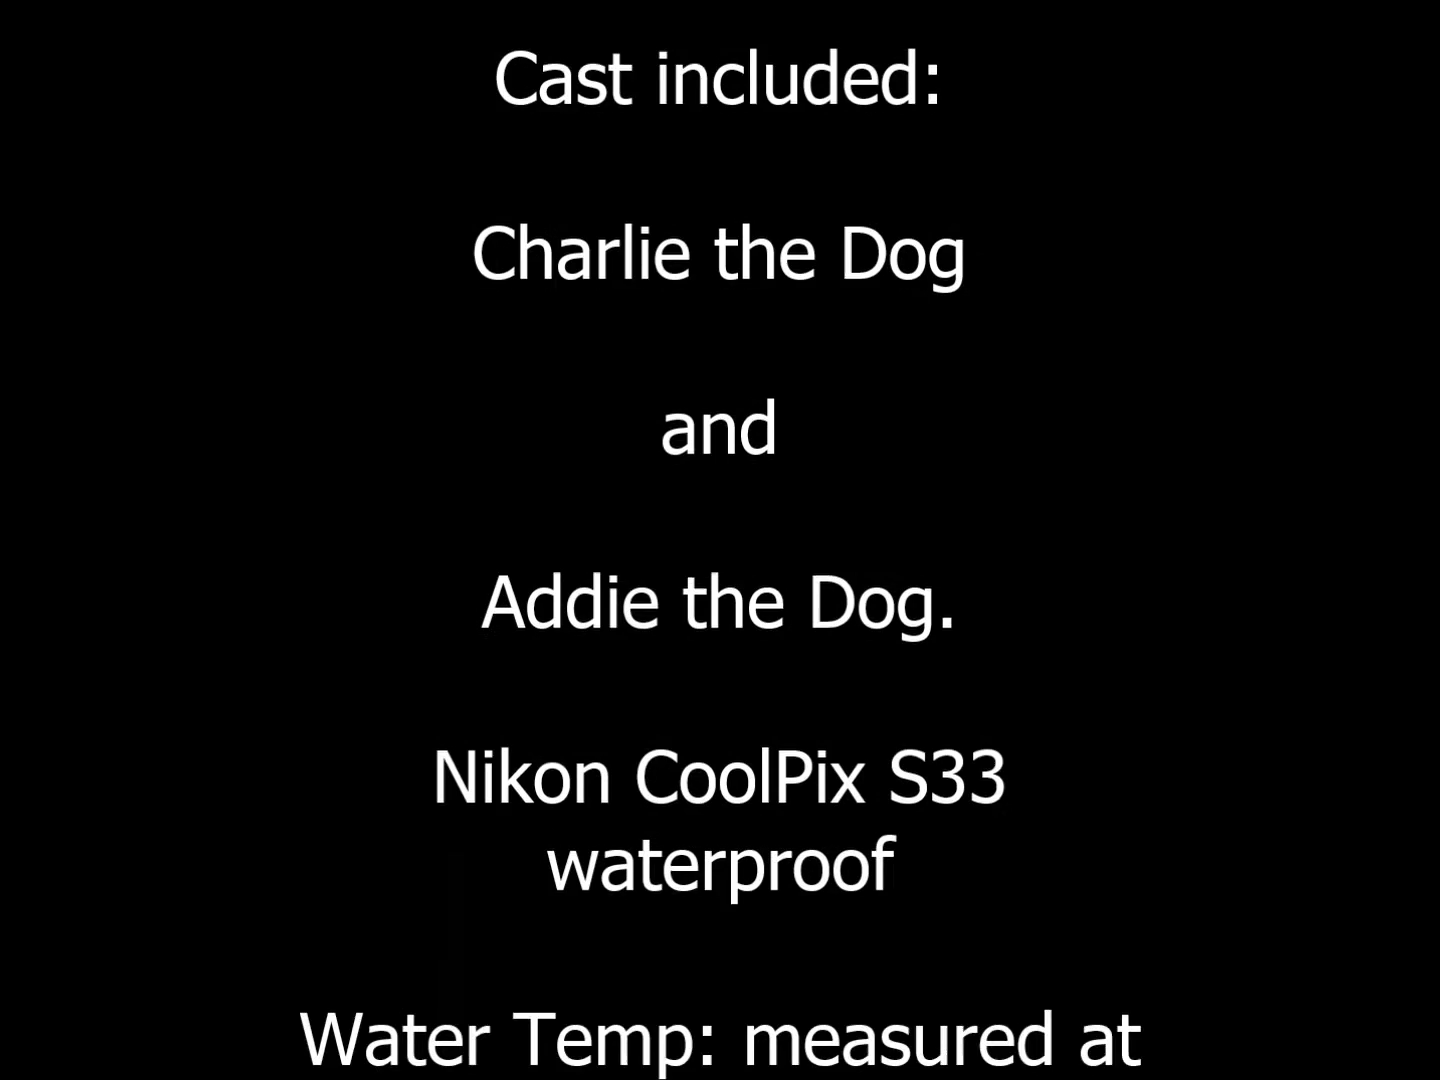 Cast included:
Charlie the Dog
and
Addie the Dog.
Nikon CoolPix S33
waterproof
Water Temp: measured at